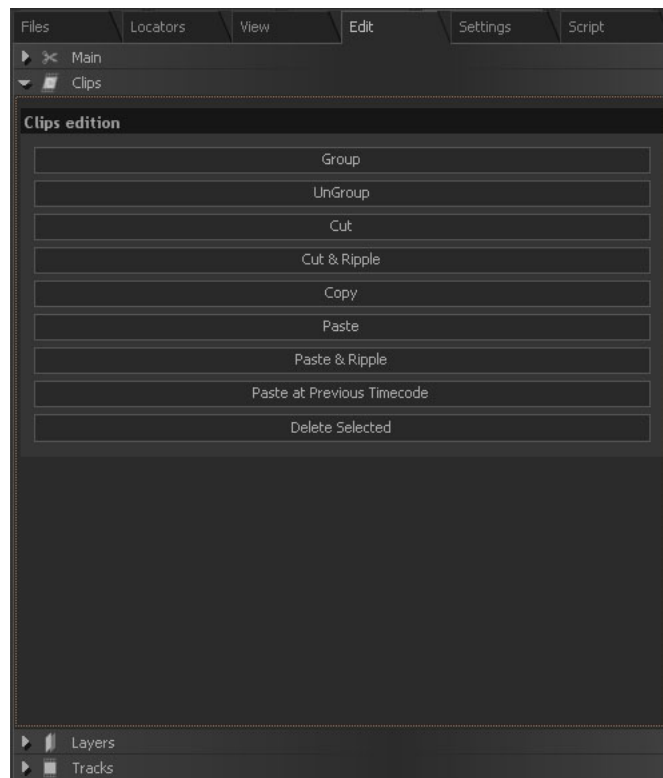 Files Locators View Edit Settings Script
Main
Clips
Clips edition
Group
UnGroup
Cut
Cut & Ripple
Copy
Paste
Paste & Ripple
Paste at Previous Timecode
Delete Selected
Layers
Tracks